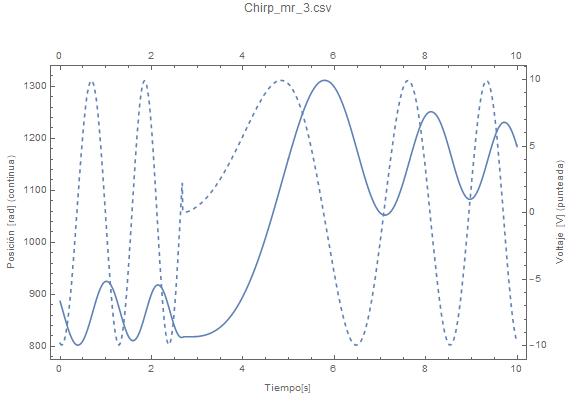 Chirp_mr_3.csv
0 2 4 6 8 10
1300
1200
1100
1000
900
800
10
5
0
-5
-10
Posición [rad] (continua)
Voltaje [V] (punteada)
0 2 4 6 8 10
Tiempo[s]